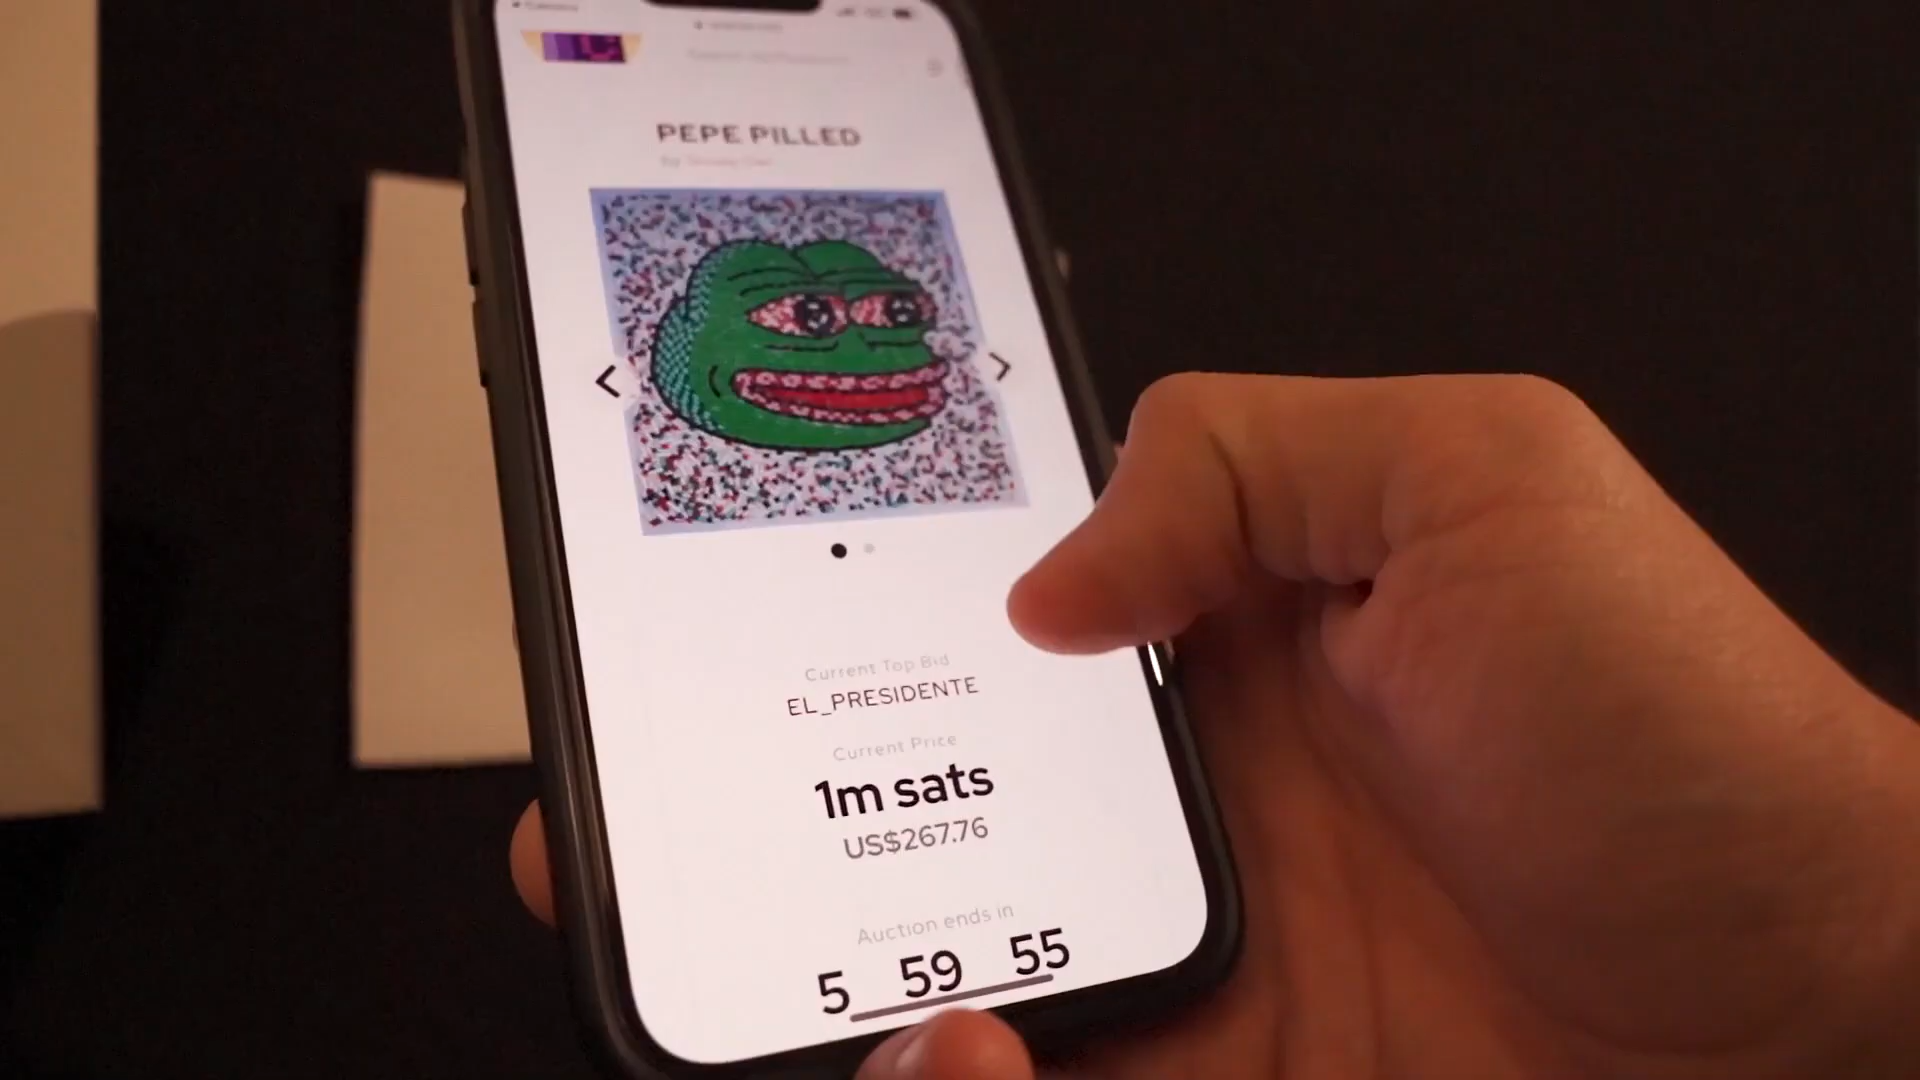 PEPE PILLED
by
Current Top Bid
EL_PRESIDENTE
Current Price
1m sats
US$267.76
Auction ends in
5 59 55